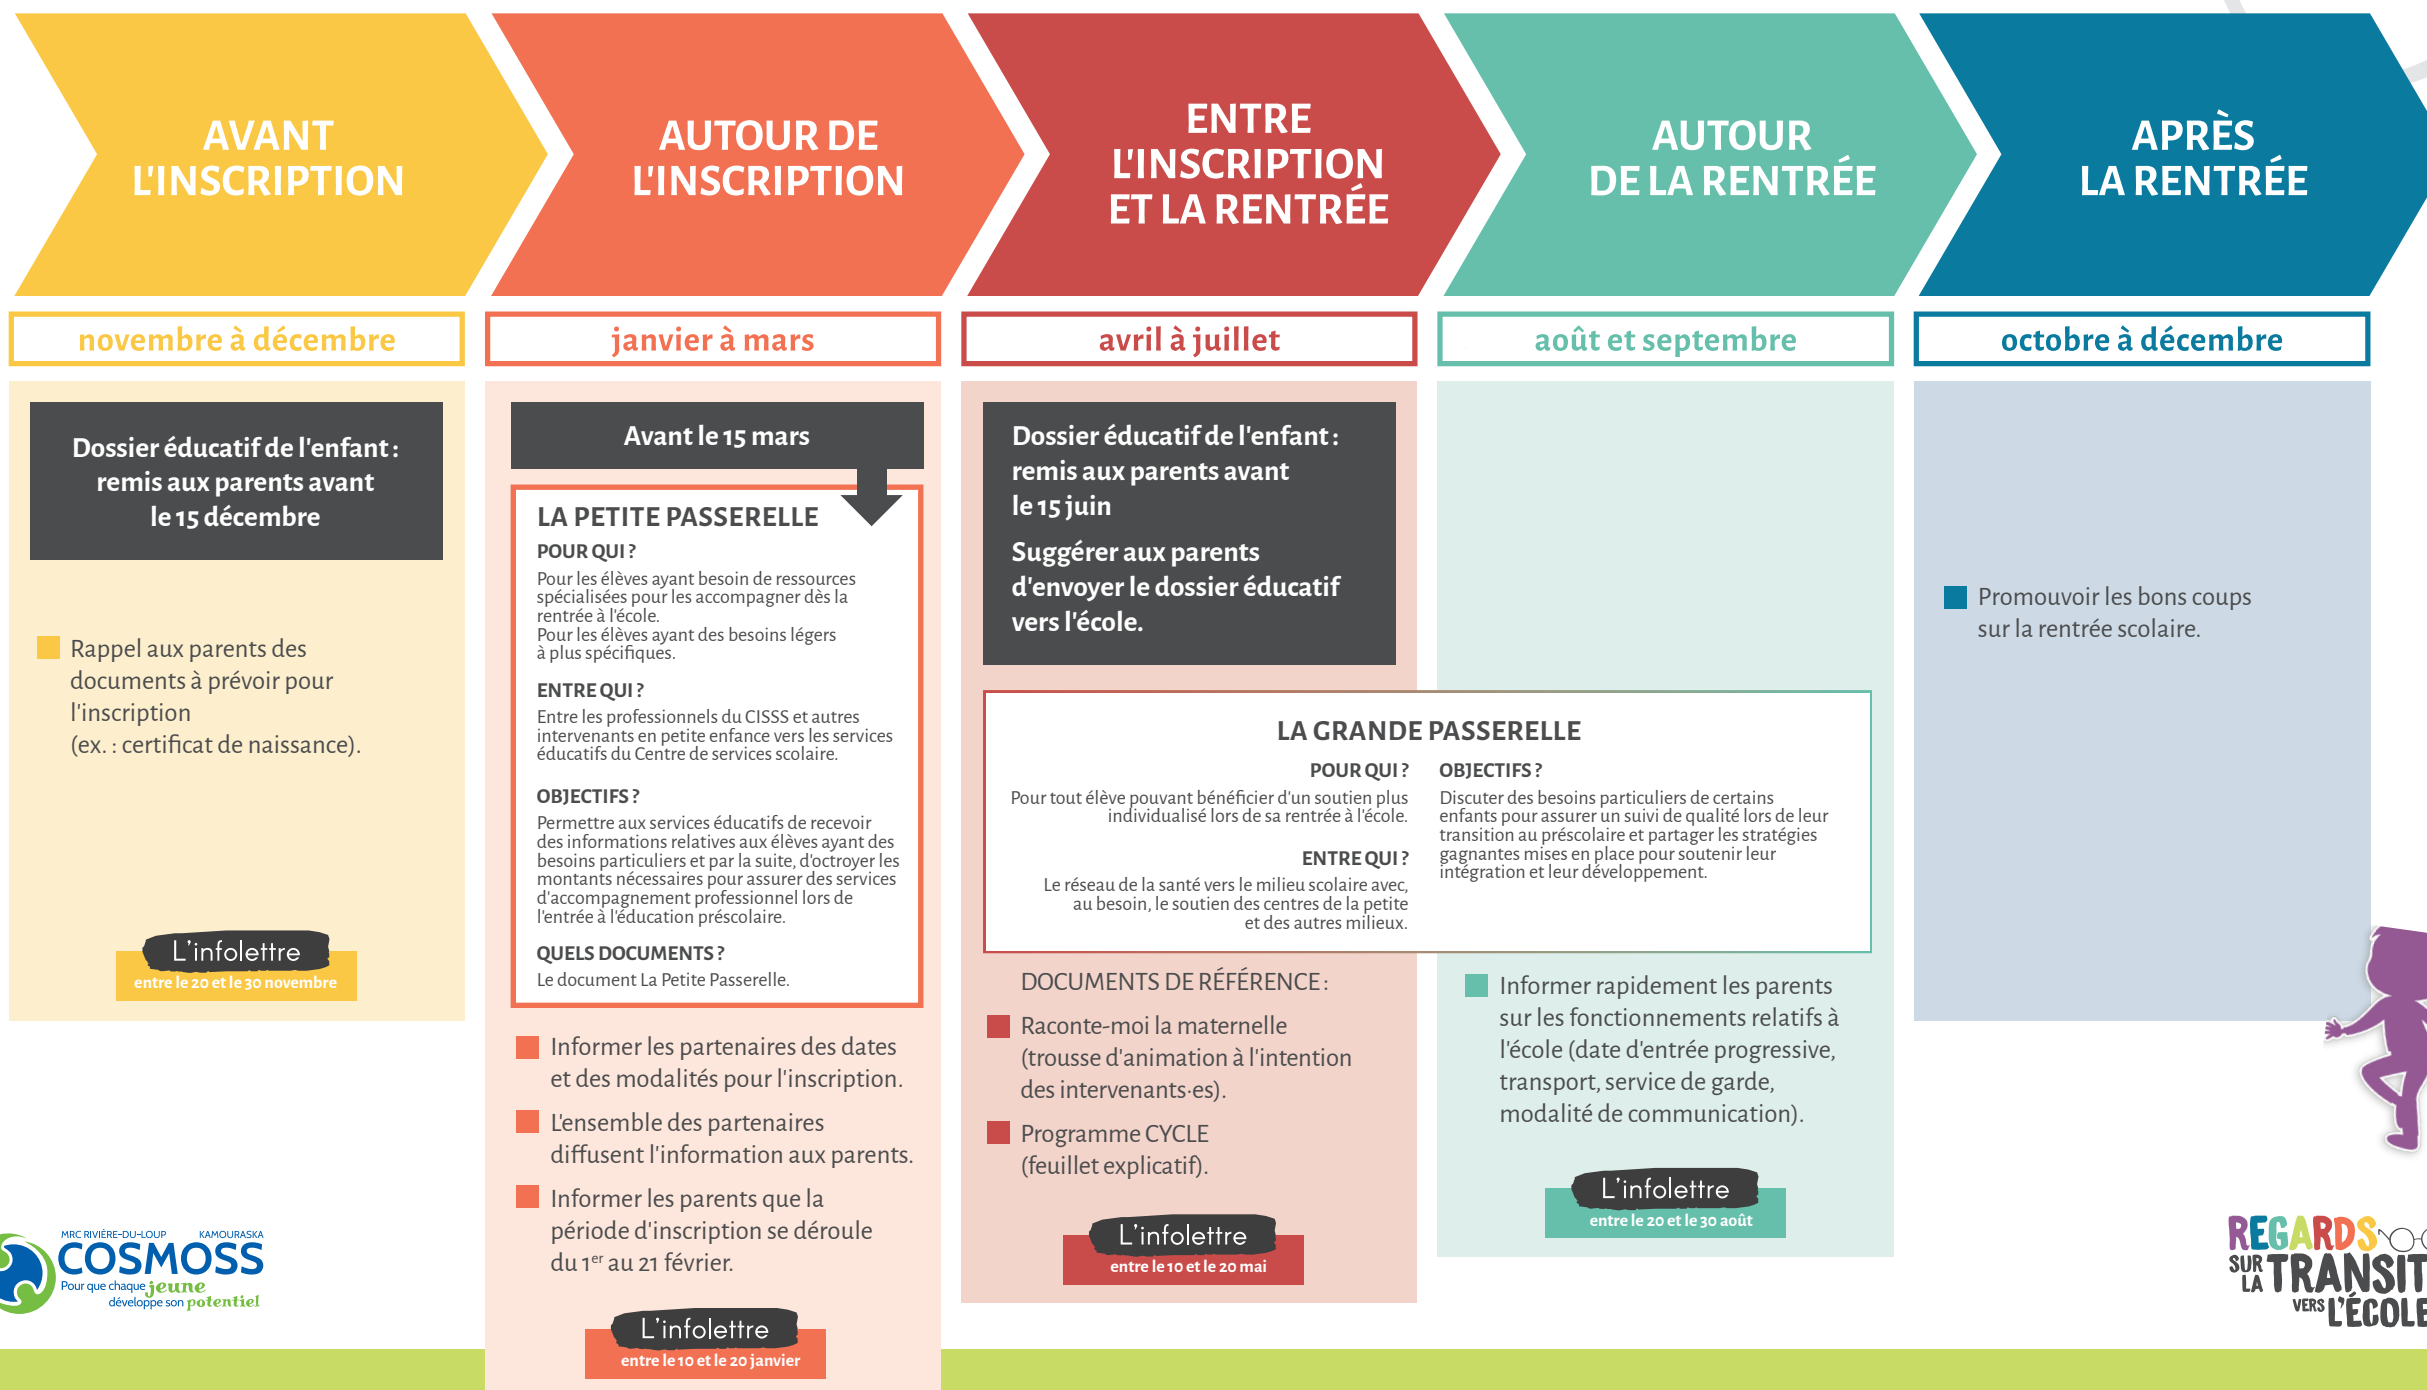 AVANT
L'INSCRIPTION
AUTOUR DE
L'INSCRIPTION
ENTRE
L'INSCRIPTION
ET LA RENTRÉE
AUTOUR
DE LA RENTRÉE
APRÈS
LA RENTRÉE
novembre à décembre
janvier à mars
avril à juillet
août et septembre
octobre à décembre
Dossier éducatif de l'enfant :
remis aux parents avant
le 15 décembre
Rappel aux parents des
documents à prévoir pour
l'inscription
(ex. : certificat de naissance).
L'infolettre
entre le 20 et le 30 novembre
Avant le 15 mars
LA PETITE PASSERELLE
POUR QUI ?
Pour les élèves ayant besoin de ressources
spécialisées pour les accompagner dès la
rentrée à l'école.
Pour les élèves ayant des besoins légers
à plus spécifiques.
ENTRE QUI ?
Entre les professionnels du CISSS et autres
intervenants en petite enfance vers les services
éducatifs du Centre de services scolaire.
OBJECTIFS ?
Permettre aux services éducatifs de recevoir
des informations relatives aux élèves ayant des
besoins particuliers et par la suite, d'octroyer les
montants nécessaires pour assurer des services
d'accompagnement professionnel lors de
l'entrée à l'éducation préscolaire.
QUELS DOCUMENTS ?
Le document La Petite Passerelle.
Informer les partenaires des dates
et des modalités pour l'inscription.
L'ensemble des partenaires
diffusent l'information aux parents.
Informer les parents que la
période d'inscription se déroule
du 1er au 21 février.
L'infolettre
entre le 10 et le 20 janvier
Dossier éducatif de l'enfant :
remis aux parents avant
le 15 juin
Suggérer aux parents
d'envoyer le dossier éducatif
vers l'école.
LA GRANDE PASSERELLE
POUR QUI ?
Pour tout élève pouvant bénéficier d'un soutien plus
individualisé lors de sa rentrée à l'école.
ENTRE QUI ?
Le réseau de la santé vers le milieu scolaire avec,
au besoin, le soutien des centres de la petite
et des autres milieux.
OBJECTIFS ?
Discuter des besoins particuliers de certains
enfants pour assurer un suivi de qualité lors de leur
transition au préscolaire et partager les stratégies
gagnantes mises en place pour soutenir leur
intégration et leur développement.
DOCUMENTS DE RÉFÉRENCE :
Raconte-moi la maternelle
(trousse d'animation à l'intention
des intervenants·es).
Programme CYCLE
(feuillet explicatif).
L'infolettre
entre le 10 et le 20 mai
Informer rapidement les parents
sur les fonctionnements relatifs à
l'école (date d'entrée progressive,
transport, service de garde,
modalité de communication).
L'infolettre
entre le 20 et le 30 août
Promouvoir les bons coups
sur la rentrée scolaire.
MRC RIVIÈRE-DU-LOUP KAMOURASKA
COSMOSS
Pour que chaque jeune
développe son potentiel
REGARDS
SUR LA TRANSIT
VERS L'ÉCOLE